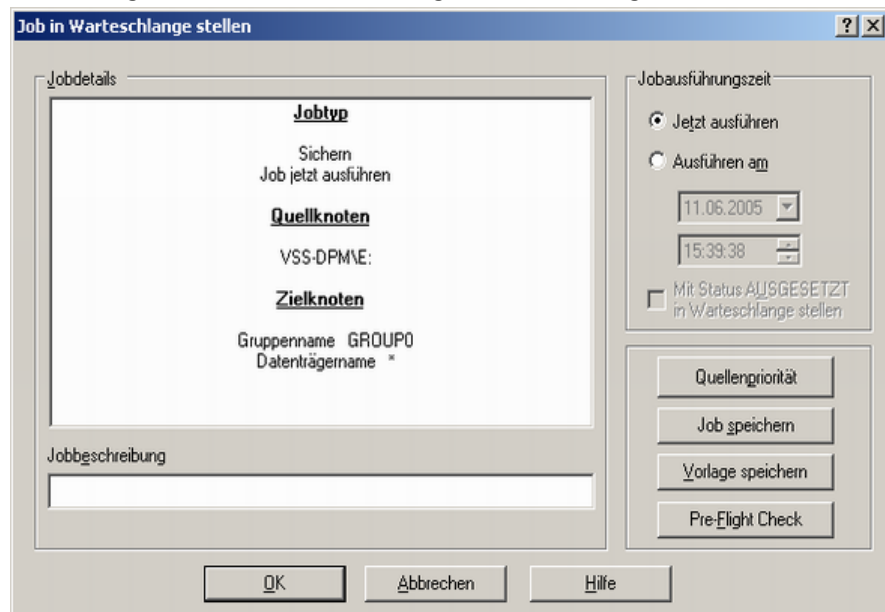 Job in Warteschlange stellen
Jobdetails
Jobtyp
Sichern
Job jetzt ausführen
Quellknoten
VSS-DPM\E:
Zielknoten
Gruppenname GROUP0
Datenträgername *
Jobbeschreibung
Jobausführungszeit
Jetzt ausführen
Ausführen am
11.06.2005
15:39:38
Mit Status AUSGESETZT
in Warteschlange stellen
Quellenpriorität
Job speichern
Vorlage speichern
Pre-Flight Check
OK
Abbrechen
Hilfe